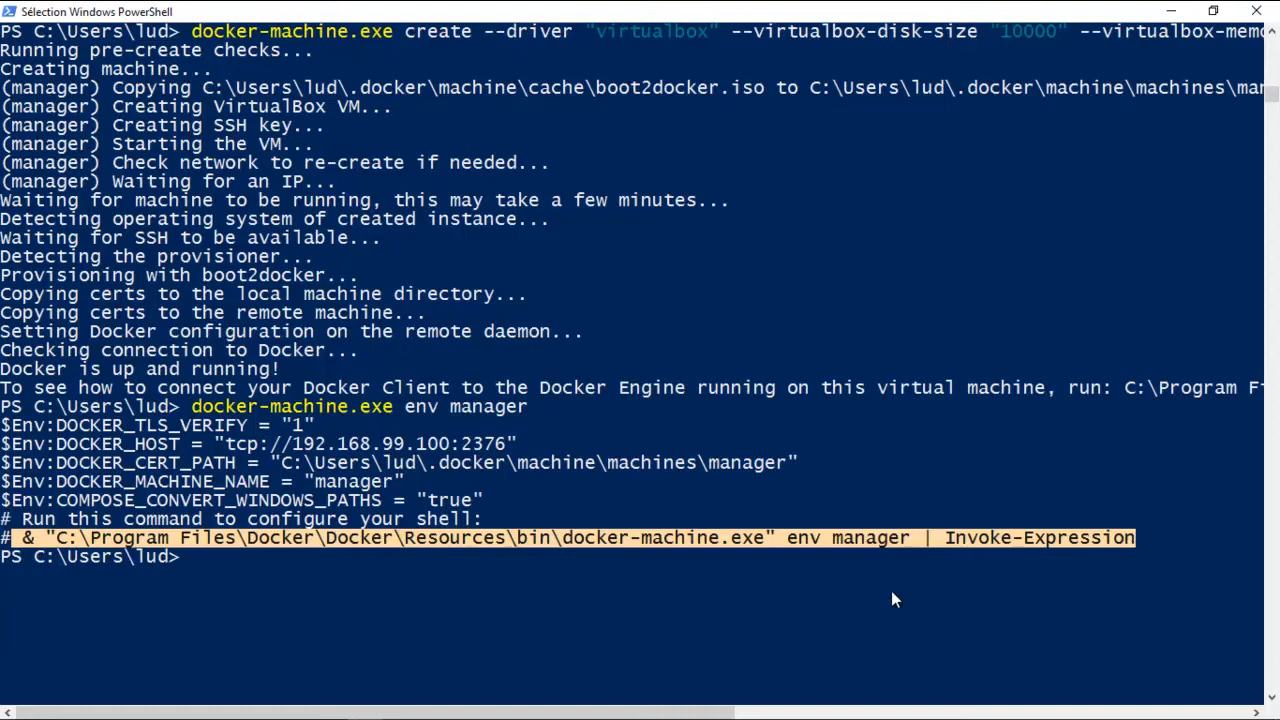 Sélection Windows PowerShell
PS C:\Users\lud> docker-machine.exe create --driver "virtualbox" --virtualbox-disk-size "10000" --virtualbox-memo
Running pre-create checks...
Creating machine...
(manager) Copying C:\Users\lud\.docker\machine\cache\boot2docker.iso to C:\Users\lud\.docker\machine\machines\man
(manager) Creating VirtualBox VM...
(manager) Creating SSH key...
(manager) Starting the VM...
(manager) Check network to re-create if needed...
(manager) Waiting for an IP...
Waiting for machine to be running, this may take a few minutes...
Detecting operating system of created instance...
Waiting for SSH to be available...
Detecting the provisioner...
Provisioning with boot2docker...
Copying certs to the local machine directory...
Copying certs to the remote machine...
Setting Docker configuration on the remote daemon...
Checking connection to Docker...
Docker is up and running!
To see how to connect your Docker Client to the Docker Engine running on this virtual machine, run: C:\Program Fi
PS C:\Users\lud> docker-machine.exe env manager
$Env:DOCKER_TLS_VERIFY = "1"
$Env:DOCKER_HOST = "tcp://192.168.99.100:2376"
$Env:DOCKER_CERT_PATH = "C:\Users\lud\.docker\machine\machines\manager"
$Env:DOCKER_MACHINE_NAME = "manager"
$Env:COMPOSE_CONVERT_WINDOWS_PATHS = "true"
# Run this command to configure your shell:
# & "C:\Program Files\Docker\Docker\Resources\bin\docker-machine.exe" env manager | Invoke-Expression
PS C:\Users\lud>